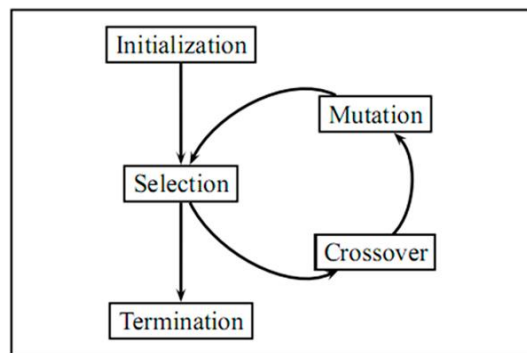 Initialization
Mutation
Selection
Crossover
Termination